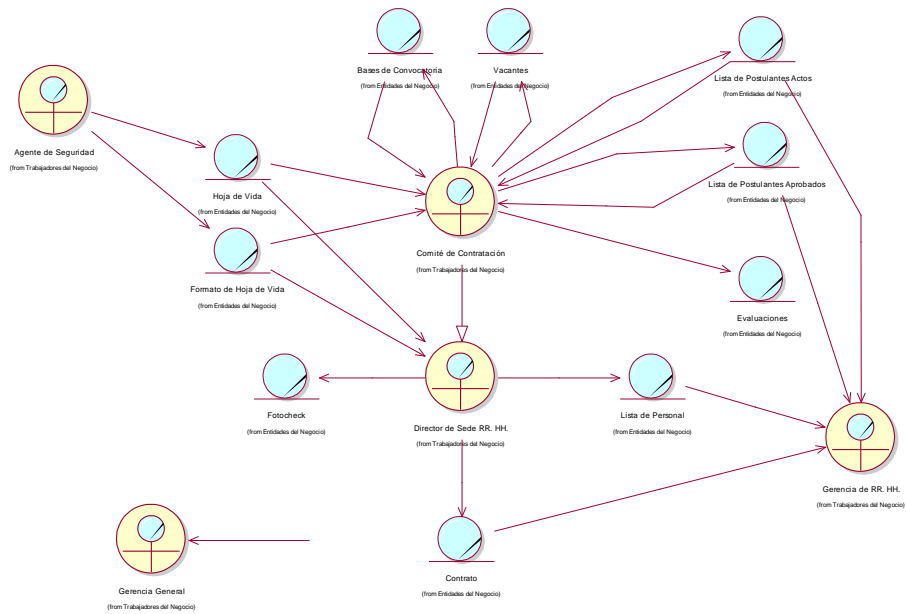 Bases de Convocatoria
(from Entidades del Negocio)
Vacantes
(from Entidades del Negocio)
Lista de Postulantes Actos
(from Entidades del Negocio)
Agente de Seguridad
(from Trabajadores del Negocio)
Hoja de Vida
(from Entidades del Negocio)
Lista de Postulantes Aprobados
(from Entidades del Negocio)
Comité de Contratación
(from Trabajadores del Negocio)
Formato de Hoja de Vida
(from Entidades del Negocio)
Evaluaciones
(from Entidades del Negocio)
Fotocheck
(from Entidades del Negocio)
Director de Sede RR. HH.
(from Trabajadores del Negocio)
Lista de Personal
(from Entidades del Negocio)
Gerencia de RR. HH.
(from Trabajadores del Negocio)
Contrato
(from Entidades del Negocio)
Gerencia General
(from Trabajadores del Negocio)